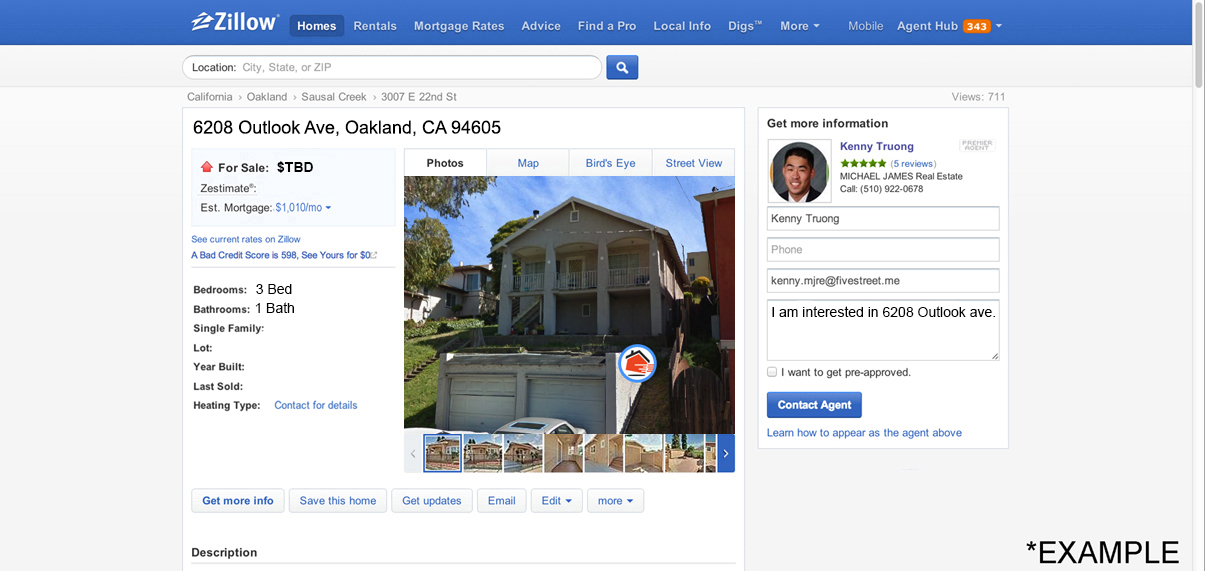 Zillow®
Homes Rentals Mortgage Rates Advice Find a Pro Local Info Digs™ More Mobile Agent Hub 343
Location: City, State, or ZIP
California › Oakland › Sausal Creek › 3007 E 22nd St
Views: 711
6208 Outlook Ave, Oakland, CA 94605
For Sale: $TBD
Zestimate®:
Est. Mortgage: $1,010/mo
See current rates on Zillow
A Bad Credit Score is 598, See Yours for $0
Bedrooms: 3 Bed
Bathrooms: 1 Bath
Single Family:
Lot:
Year Built:
Last Sold:
Heating Type: Contact for details
Photos Map Bird's Eye Street View
Get more info Save this home Get updates Email Edit more
Description
Get more information
Kenny Truong
PREMIER
AGENT
(5 reviews)
MICHAEL JAMES Real Estate
Call: (510) 922-0678
Kenny Truong
Phone
kenny.mjre@fivestreet.me
I am interested in 6208 Outlook ave.
I want to get pre-approved.
Contact Agent
Learn how to appear as the agent above
*EXAMPLE